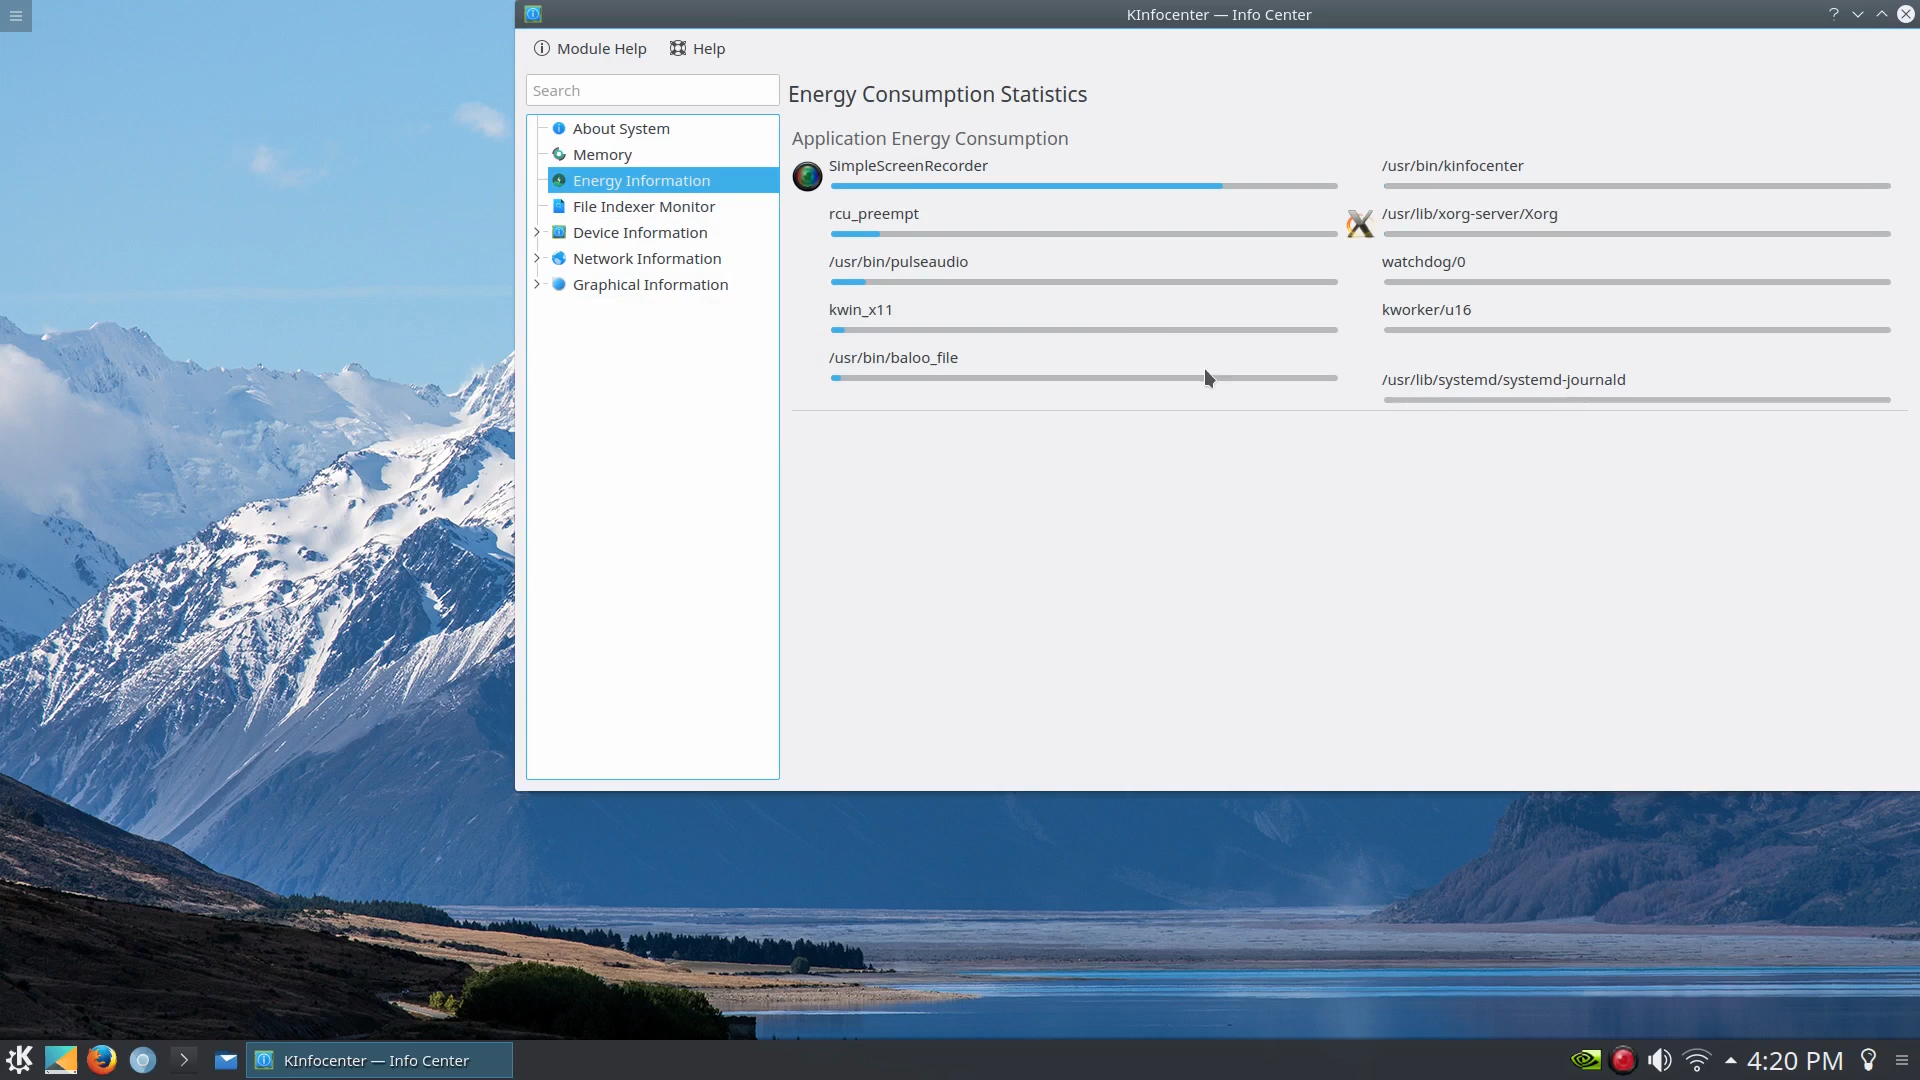 KInfocenter — Info Center
?
Module Help
Help
Search
About System
Memory
Energy Information
File Indexer Monitor
Device Information
Network Information
Graphical Information
Energy Consumption Statistics
Application Energy Consumption
SimpleScreenRecorder
rcu_preempt
/usr/bin/pulseaudio
kwin_x11
/usr/bin/baloo_file
/usr/bin/kinfocenter
/usr/lib/xorg-server/Xorg
watchdog/0
kworker/u16
/usr/lib/systemd/systemd-journald
KInfocenter — Info Center
4:20 PM